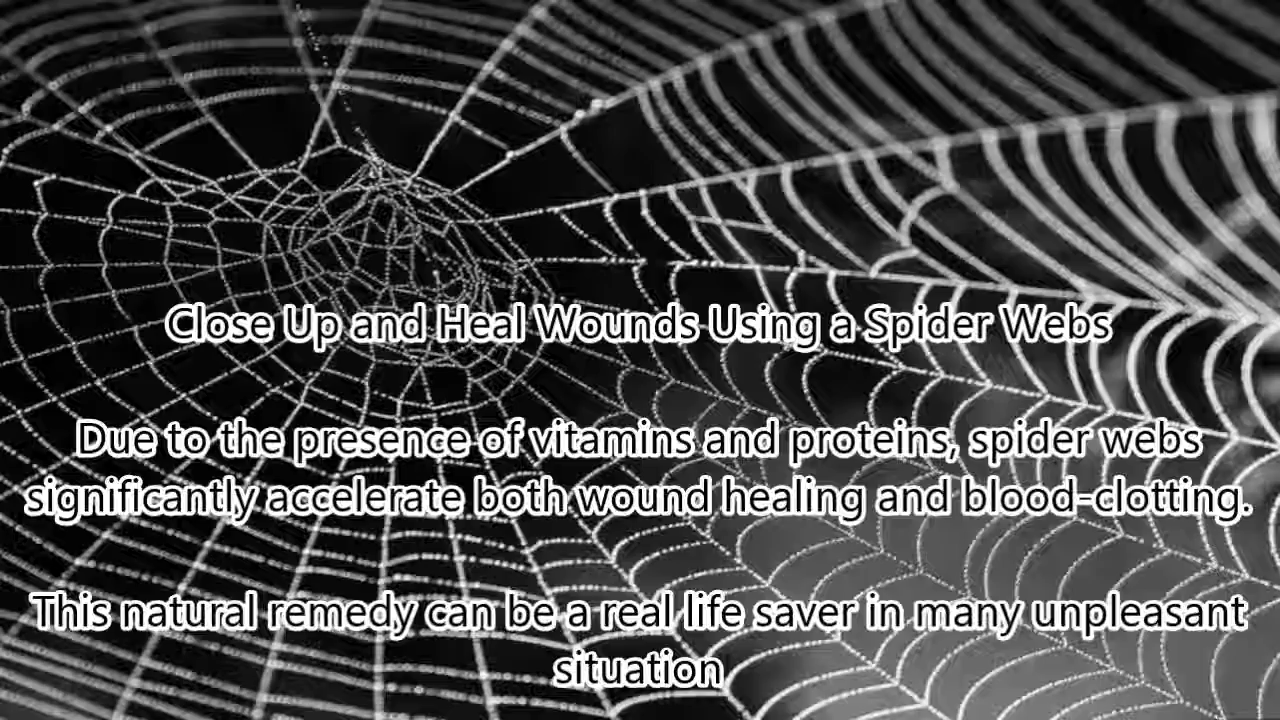 Close Up and Heal Wounds Using a Spider Webs
Due to the presence of vitamins and proteins, spider webs
significantly accelerate both wound healing and blood-clotting.
This natural remedy can be a real life saver in many unpleasant
situation